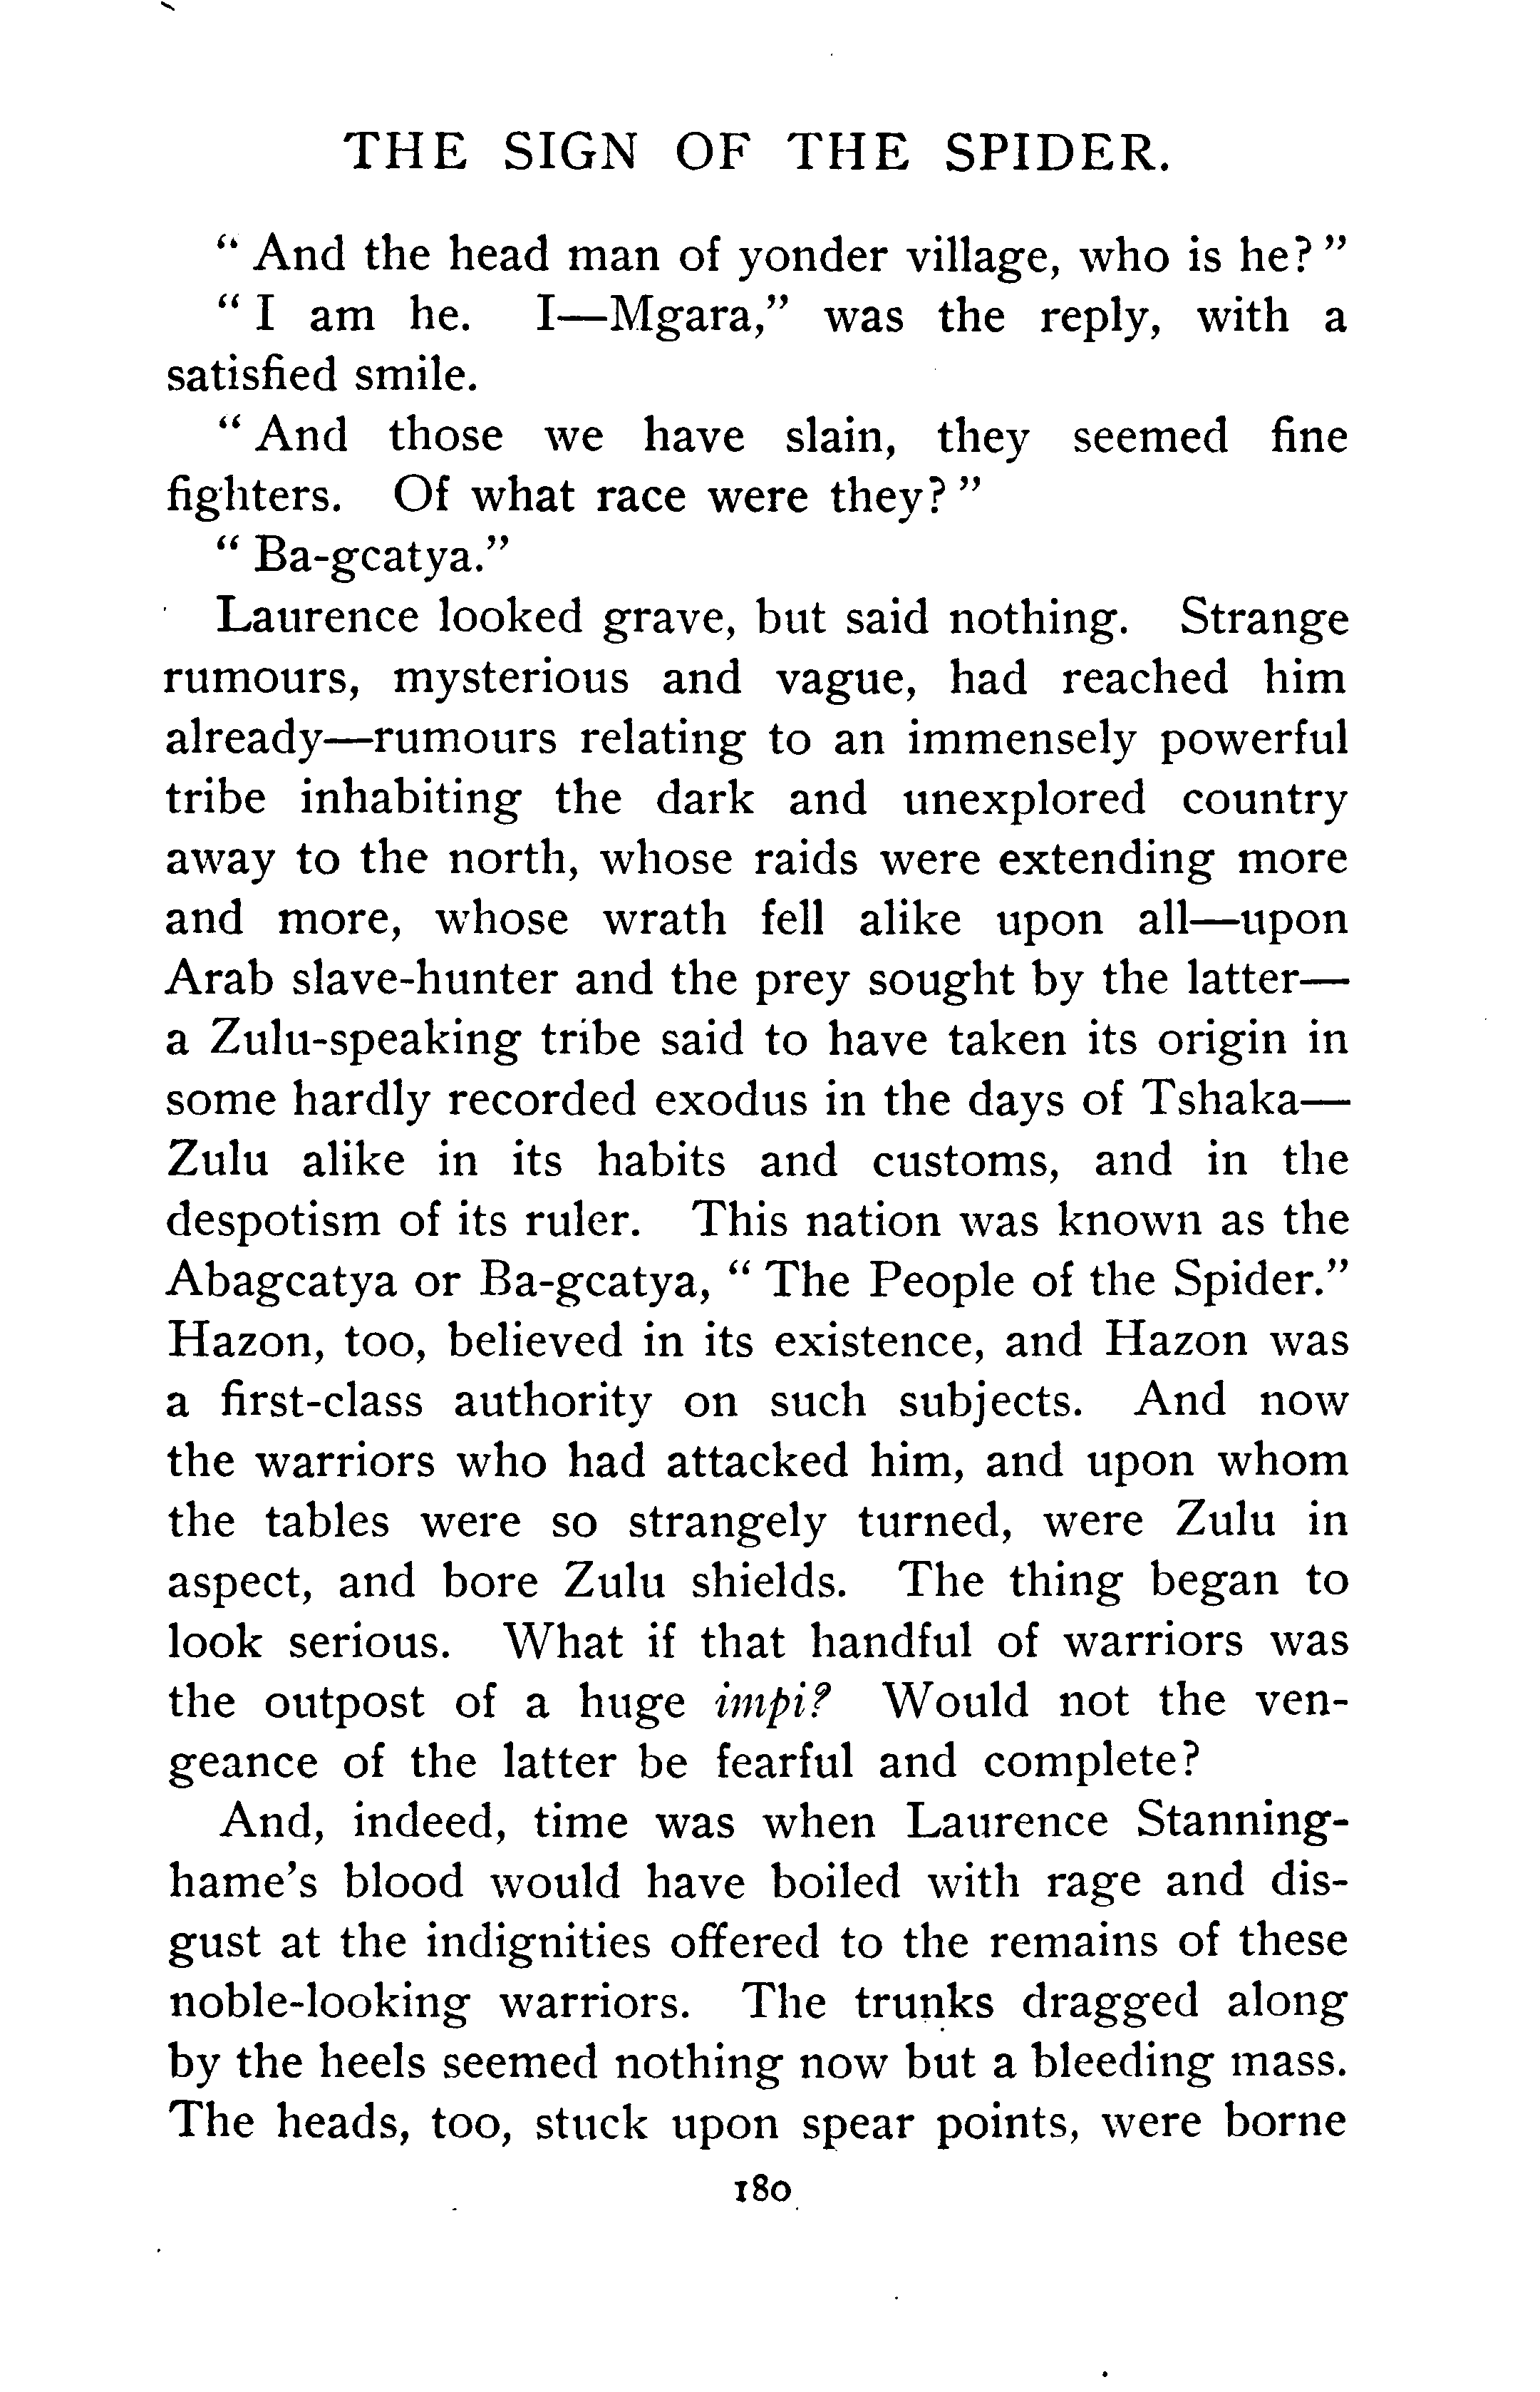 THE SIGN OF THE SPIDER.
“ And the head man of yonder village, who is he? ”
“ I am he. I—Mgara,” was the reply, with a
satisfied smile.
“ And those we have slain, they seemed fine
fighters. Of what race were they? ”
“ Ba-gcatya.”
Laurence looked grave, but said nothing. Strange
rumours, mysterious and vague, had reached him
already—rumours relating to an immensely powerful
tribe inhabiting the dark and unexplored country
away to the north, whose raids were extending more
and more, whose wrath fell alike upon all—upon
Arab slave-hunter and the prey sought by the latter—
a Zulu-speaking tribe said to have taken its origin in
some hardly recorded exodus in the days of Tshaka—
Zulu alike in its habits and customs, and in the
despotism of its ruler. This nation was known as the
Abagcatya or Ba-gcatya, “ The People of the Spider.”
Hazon, too, believed in its existence, and Hazon was
a first-class authority on such subjects. And now
the warriors who had attacked him, and upon whom
the tables were so strangely turned, were Zulu in
aspect, and bore Zulu shields. The thing began to
look serious. What if that handful of warriors was
the outpost of a huge impi? Would not the ven-
geance of the latter be fearful and complete?
And, indeed, time was when Laurence Stanning-
hame’s blood would have boiled with rage and dis-
gust at the indignities offered to the remains of these
noble-looking warriors. The trunks dragged along
by the heels seemed nothing now but a bleeding mass.
The heads, too, stuck upon spear points, were borne
180